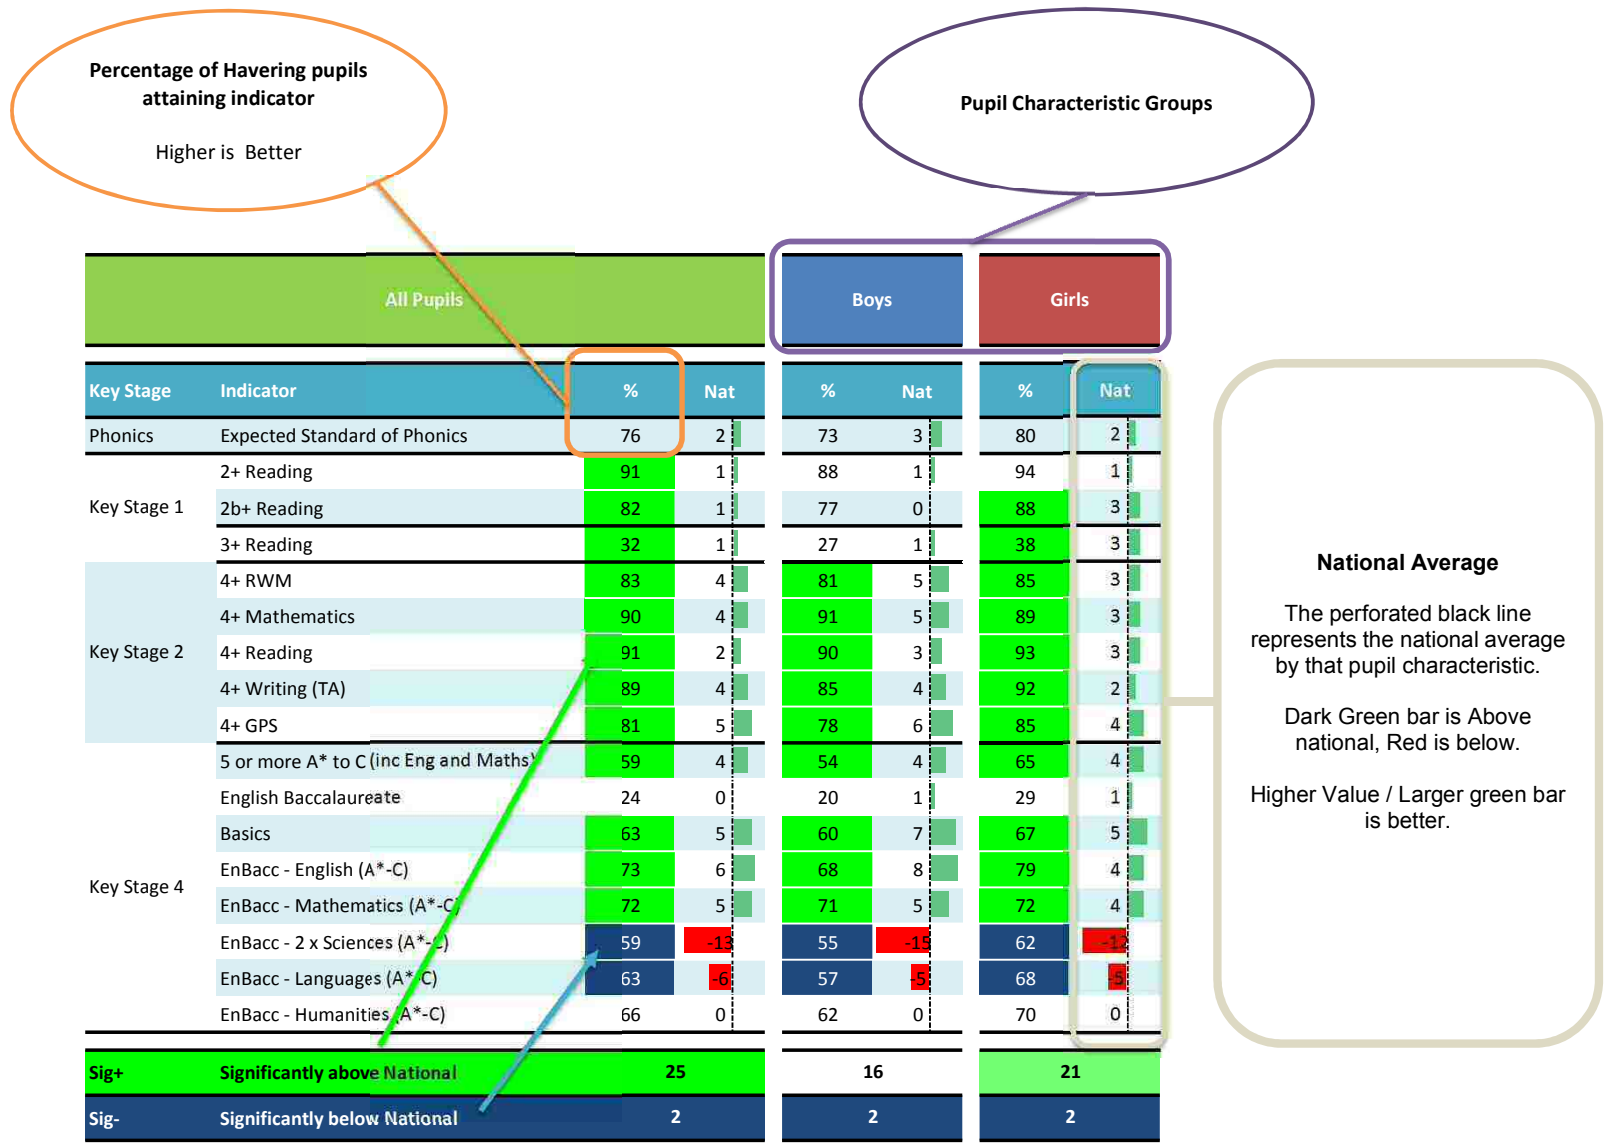 Percentage of Havering pupils
attaining indicator
Higher is Better
Pupil Characteristic Groups
All Pupils
Boys
Girls
Key Stage Indicator % Nat % Nat % Nat
Phonics Expected Standard of Phonics 76 2 73 3 80 2
2+ Reading 91 1 88 1 94 1
Key Stage 1 2b+ Reading 82 1 77 0 88 3
3+ Reading 32 1 27 1 38 3
4+ RWM 83 4 81 5 85 3
4+ Mathematics 90 4 91 5 89 3
Key Stage 2 4+ Reading 91 2 90 3 93 3
4+ Writing (TA) 89 4 85 4 92 2
4+ GPS 81 5 78 6 85 4
5 or more A* to C (inc Eng and Maths) 59 4 54 4 65 4
English Baccalaureate 24 0 20 1 29 1
Basics 63 5 60 7 67 5
EnBacc - English (A*-C) 73 6 68 8 79 4
Key Stage 4
EnBacc - Mathematics (A*-C) 72 5 71 5 72 4
EnBacc - 2 x Sciences (A*-C) 59 -13 55 -15 62 -12
EnBacc - Languages (A*-C) 63 -6 57 -5 68 -5
EnBacc - Humanities (A*-C) 66 0 62 0 70 0
Sig+ Significantly above National 25 16 21
Sig- Significantly below National 2 2 2
National Average
The perforated black line
represents the national average
by that pupil characteristic.
Dark Green bar is Above
national, Red is below.
Higher Value / Larger green bar
is better.